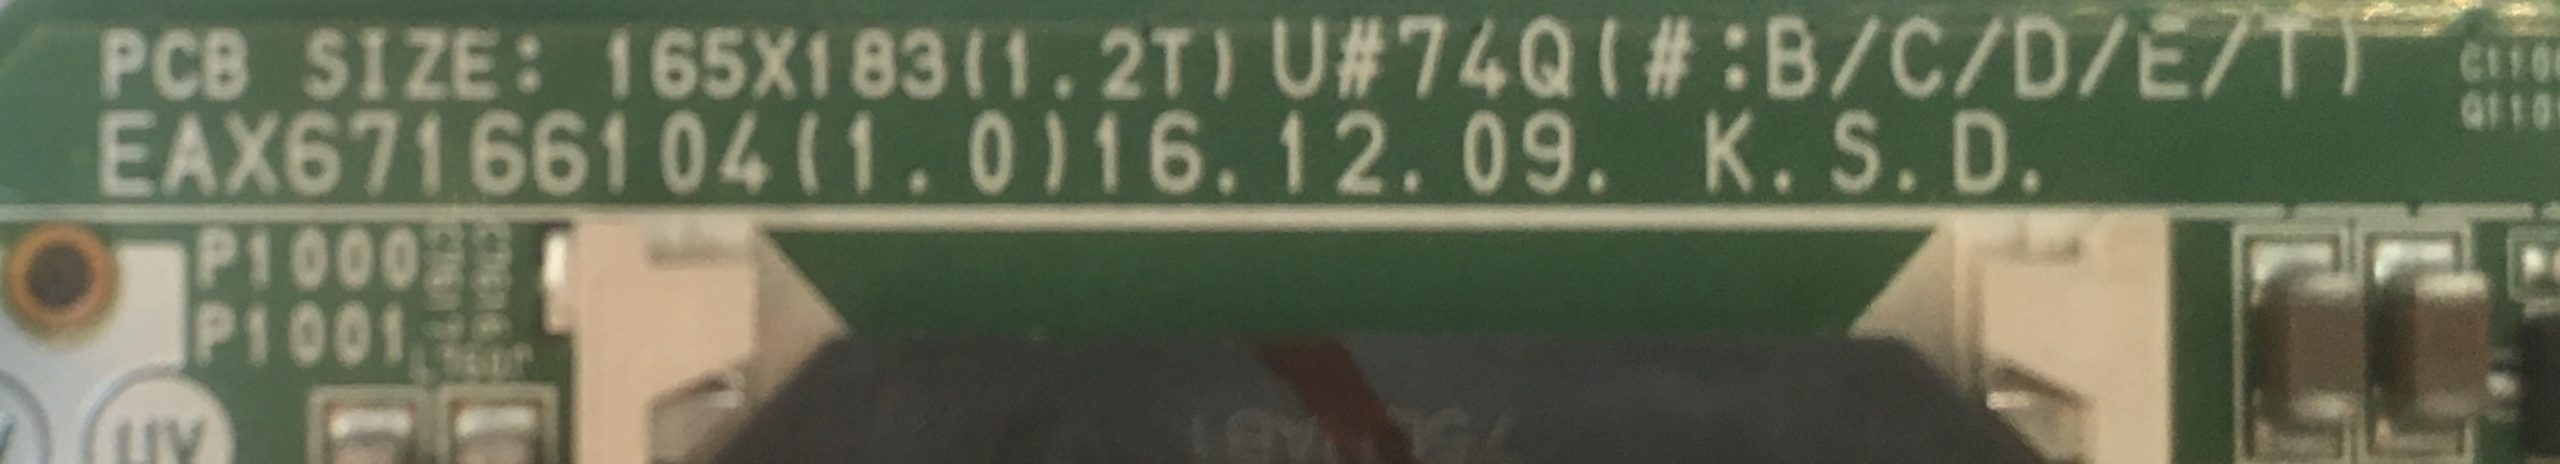 PCB SIZE: 165X183(1.2T) U#74Q(#:B/C/D/E/T)
EAX67166104(1.0)16.12.09. K.S.D.
P1000
P1001